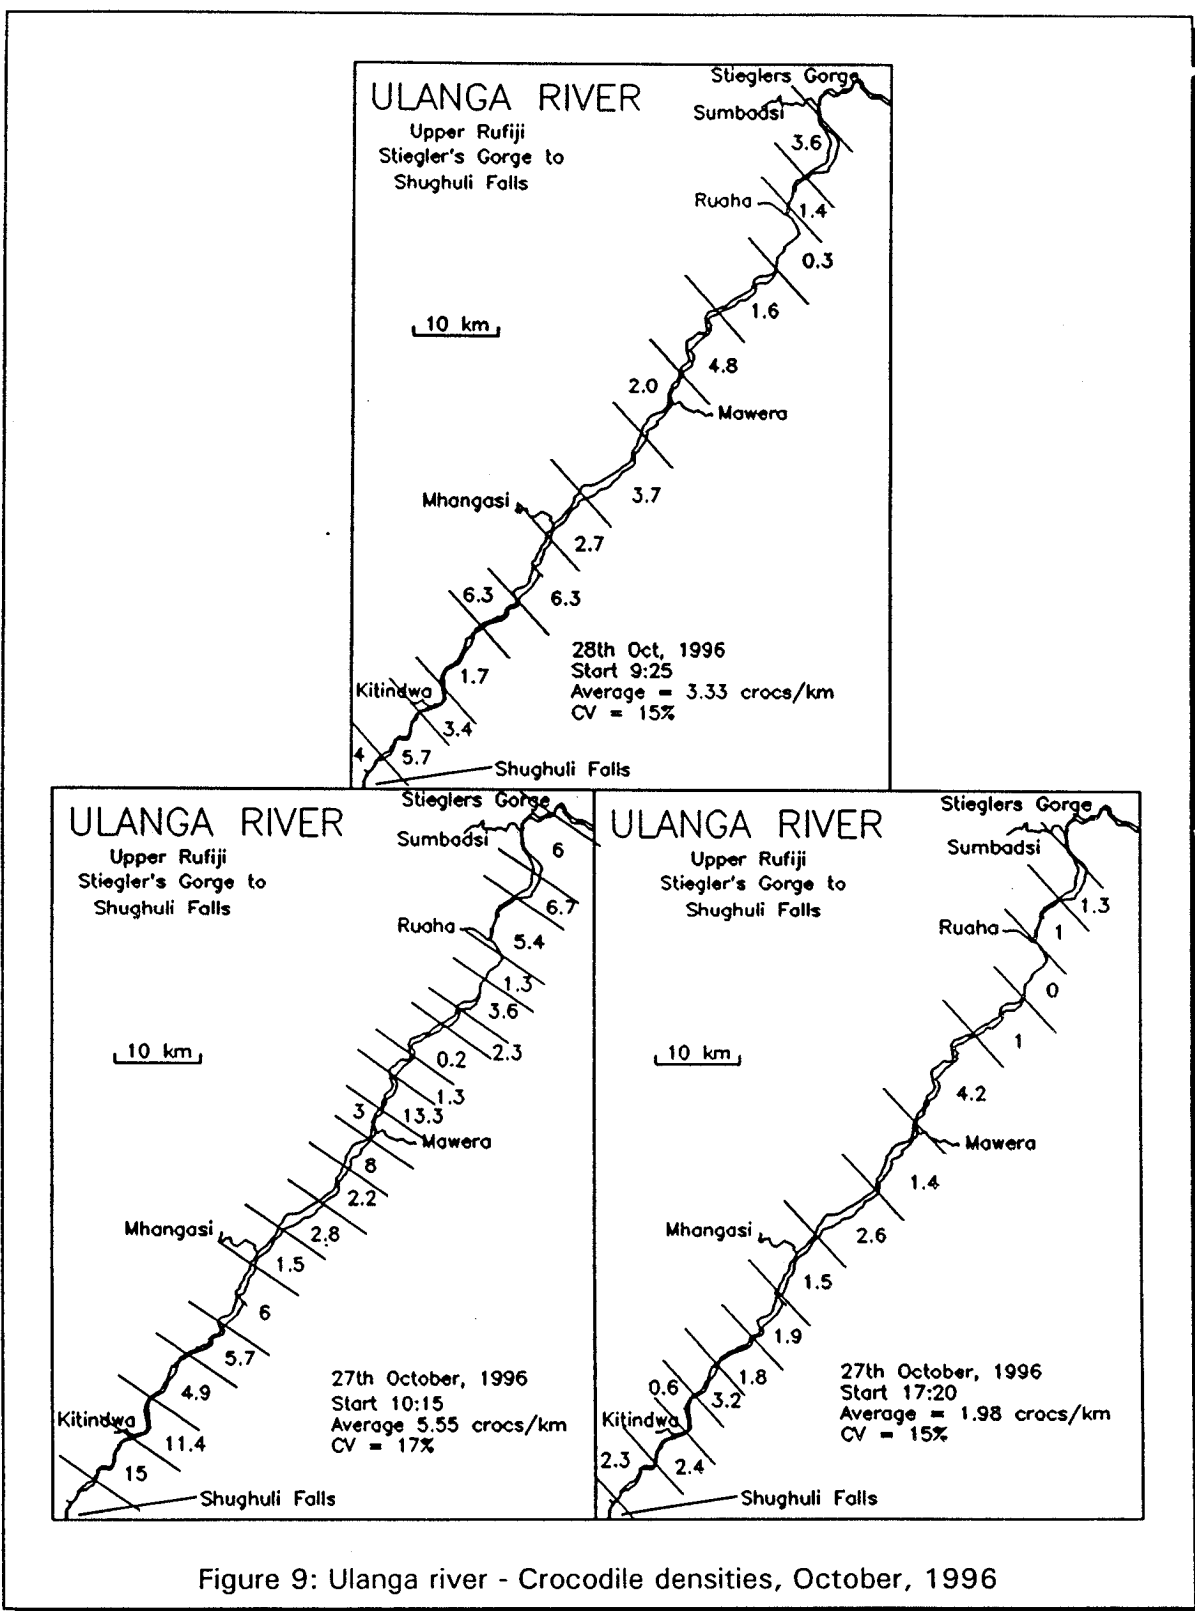 Stieglers Gorge
ULANGA RIVER
Sumbadsi
Upper Rufiji
Stiegler's Gorge to
Shughuli Falls
3.6
Ruaha
1.4
0.3
1.6
10 km
4.8
2.0
Mawera
3.7
Mhangasi
2.7
6.3
6.3
28th Oct, 1996
Start 9:25
Average = 3.33 crocs/km
CV = 15%
1.7
Kitindwa
3.4
4
5.7
Shughuli Falls
Stieglers Gorge
ULANGA RIVER
Sumbadsi
Upper Rufiji
Stiegler's Gorge to
Shughuli Falls
6
6.7
Ruaha
5.4
1.3
3.6
2.3
10 km
0.2
1.3
3
13.3
Mawera
8
2.2
2.8
Mhangasi
1.5
6
5.7
4.9
27th October, 1996
Start 10:15
Average 5.55 crocs/km
CV = 17%
Kitindwa
11.4
15
Shughuli Falls
Stieglers Gorge
ULANGA RIVER
Sumbadsi
Upper Rufiji
Stiegler's Gorge to
Shughuli Falls
1.3
Ruaha
1
0
1
10 km
4.2
Mawera
1.4
2.6
Mhangasi
1.5
1.9
1.8
0.6
3.2
27th October, 1996
Start 17:20
Average = 1.98 crocs/km
CV = 15%
Kitindwa
2.3
2.4
Shughuli Falls
Figure 9: Ulanga river - Crocodile densities, October, 1996